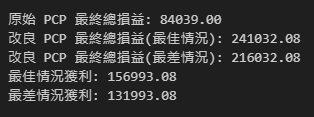 原始 PCP 最終總損益: 84039.00
改良 PCP 最終總損益(最佳情況): 241032.08
改良 PCP 最終總損益(最差情況): 216032.08
最佳情況獲利: 156993.08
最差情況獲利: 131993.08